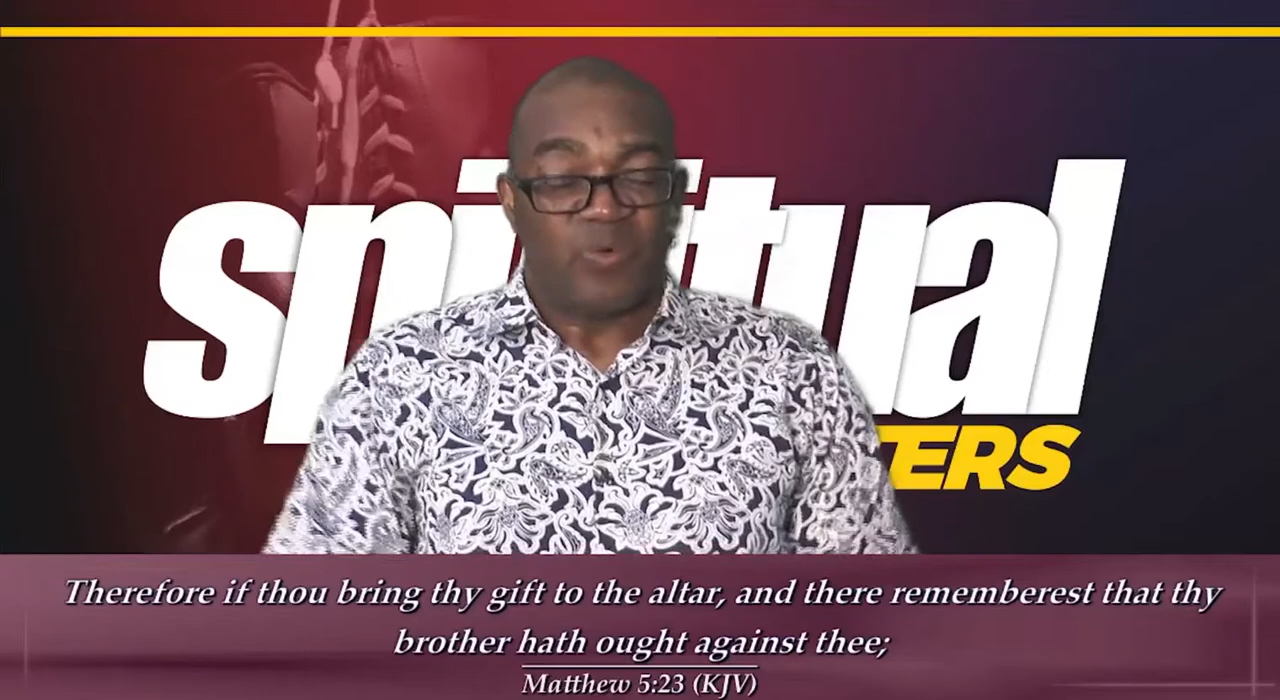 spiritual
ERS
Therefore if thou bring thy gift to the altar, and there rememberest that thy
brother hath ought against thee;
Matthew 5:23 (KJV)